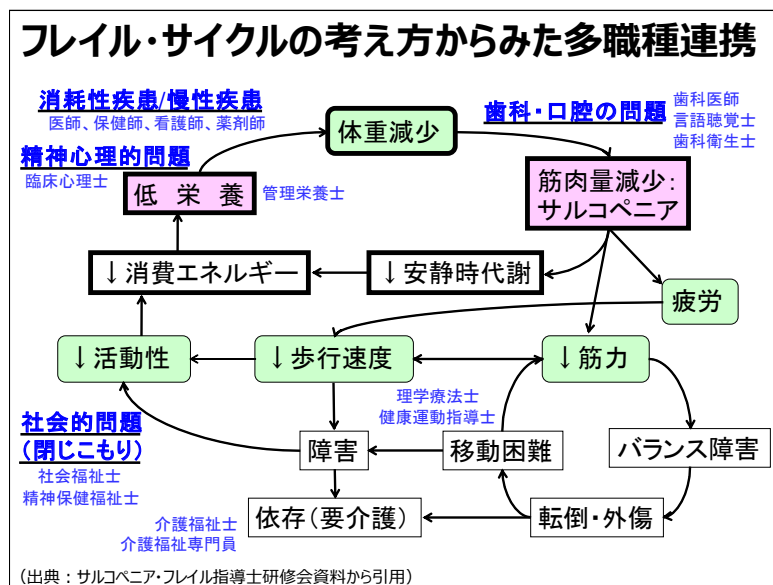 フレイル・サイクルの考え方からみた多職種連携
消耗性疾患/慢性疾患
医師、保健師、看護師、薬剤師
精神心理的問題
臨床心理士
体重減少
歯科・口腔の問題
歯科医師
言語聴覚士
歯科衛生士
低 栄 養
管理栄養士
筋肉量減少:
サルコペニア
↓消費エネルギー
↓安静時代謝
疲労
↓活動性
↓歩行速度
↓筋力
理学療法士
健康運動指導士
社会的問題
(閉じこもり)
社会福祉士
精神保健福祉士
障害
移動困難
バランス障害
介護福祉士
介護福祉専門員
依存(要介護)
転倒・外傷
(出典:サルコペニア・フレイル指導士研修会資料から引用)